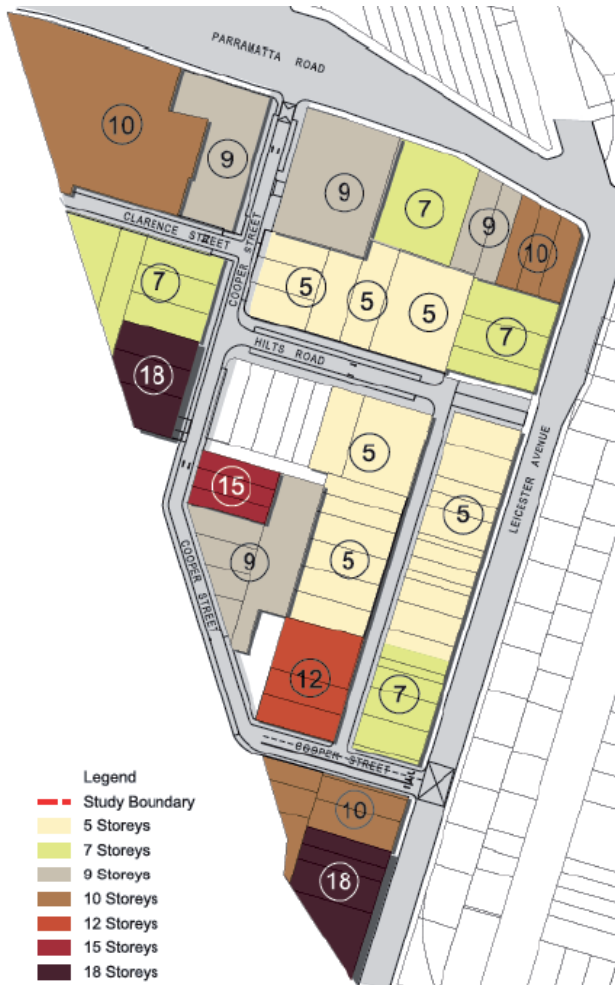 PARRAMATTA ROAD
10
9
9
7
9
10
CLARENCE STREET
COOPER STREET
7
5
5
5
7
HILTS ROAD
18
5
LEICESTER AVENUE
15
5
9
5
COOPER STREET
12
7
COOPER STREET
10
18
Legend
Study Boundary
5 Storeys
7 Storeys
9 Storeys
10 Storeys
12 Storeys
15 Storeys
18 Storeys